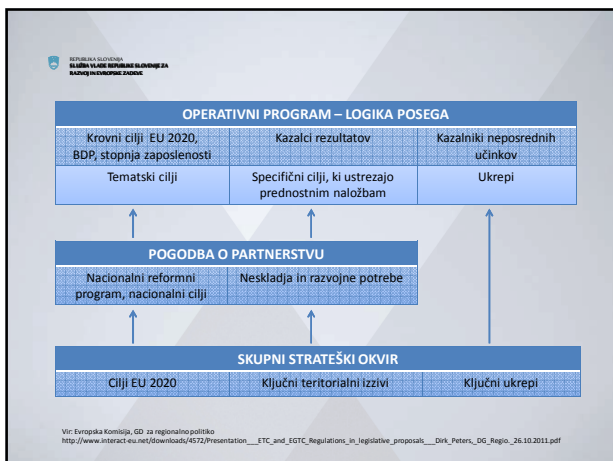 REPUBLIKA SLOVENIJA
SLUŽBA VLADE REPUBLIKE SLOVENIJE ZA
RAZVOJ IN EVROPSKE ZADEVE
OPERATIVNI PROGRAM – LOGIKA POSEGA
Krovni cilji EU 2020,
BDP, stopnja zaposlenosti
Kazalci rezultatov
Kazalniki neposrednih
učinkov
Tematski cilji
Specifični cilji, ki ustrezajo
prednostnim naložbam
Ukrepi
POGODBA O PARTNERSTVU
Nacionalni reformni
program, nacionalni cilji
Neskladja in razvojne potrebe
SKUPNI STRATEŠKI OKVIR
Cilji EU 2020
Ključni teritorialni izzivi
Ključni ukrepi
Vir: Evropska Komisija, GD za regionalno politiko
http://www.interact-eu.net/downloads/4572/Presentation___ETC_and_EGTC_Regulations_in_legislative_proposals___Dirk_Peters,_DG_Regio._26.10.2011.pdf